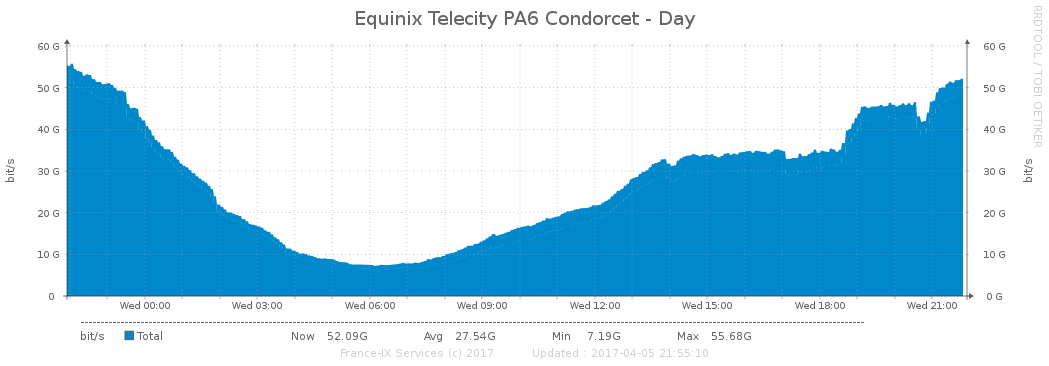 Equinix Telecity PA6 Condorcet - Day
RRDTOOL / TOBI OETIKER
bit/s
60 G
50 G
40 G
30 G
20 G
10 G
0
60 G
50 G
40 G
30 G
20 G
10 G
0 G
bit/s
Wed 00:00 Wed 03:00 Wed 06:00 Wed 09:00 Wed 12:00 Wed 15:00 Wed 18:00 Wed 21:00
bit/s Total Now 52.09G Avg 27.54G Min 7.19G Max 55.68G
France-IX Services (c) 2017 Updated : 2017-04-05 21:55:10